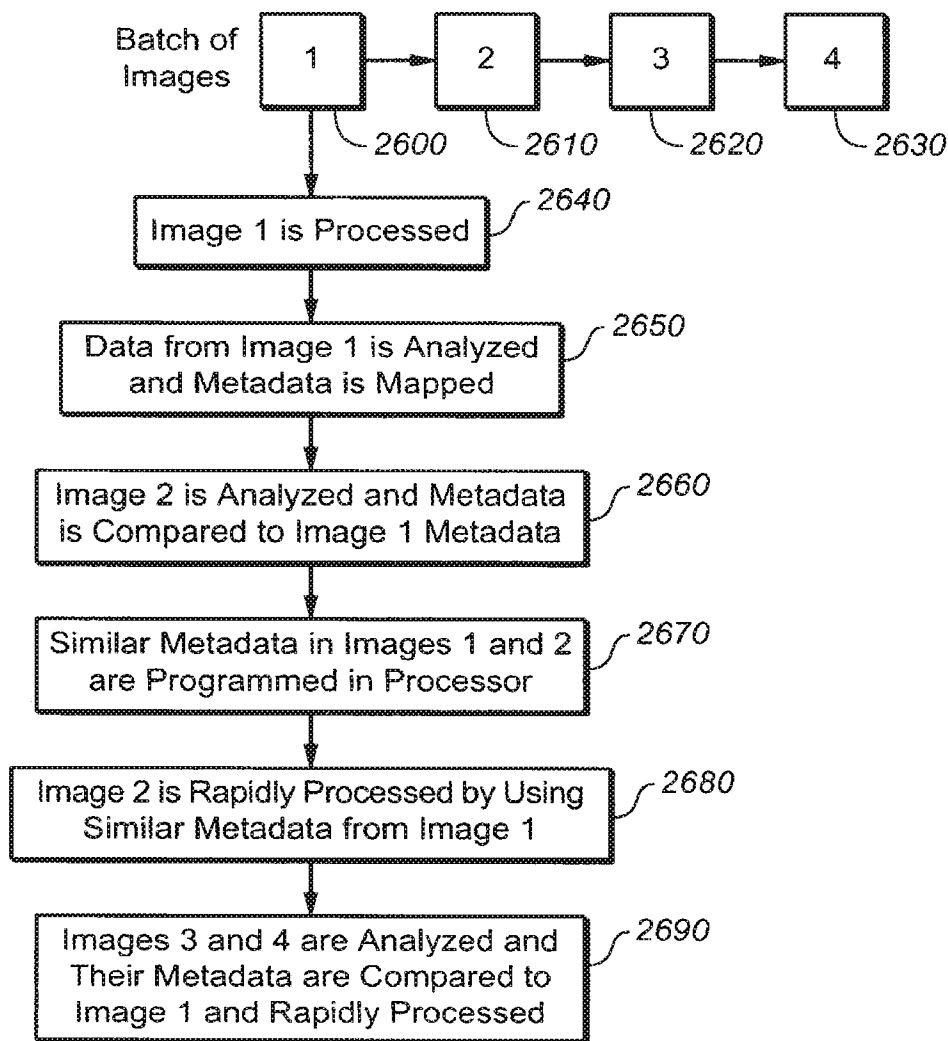 Batch of
Images
1
2
3
4
2600
2610
2620
2630
2640
Image 1 is Processed
2650
Data from Image 1 is Analyzed
and Metadata is Mapped
2660
Image 2 is Analyzed and Metadata
is Compared to Image 1 Metadata
2670
Similar Metadata in Images 1 and 2
are Programmed in Processor
2680
Image 2 is Rapidly Processed by Using
Similar Metadata from Image 1
2690
Images 3 and 4 are Analyzed and
Their Metadata are Compared to
Image 1 and Rapidly Processed